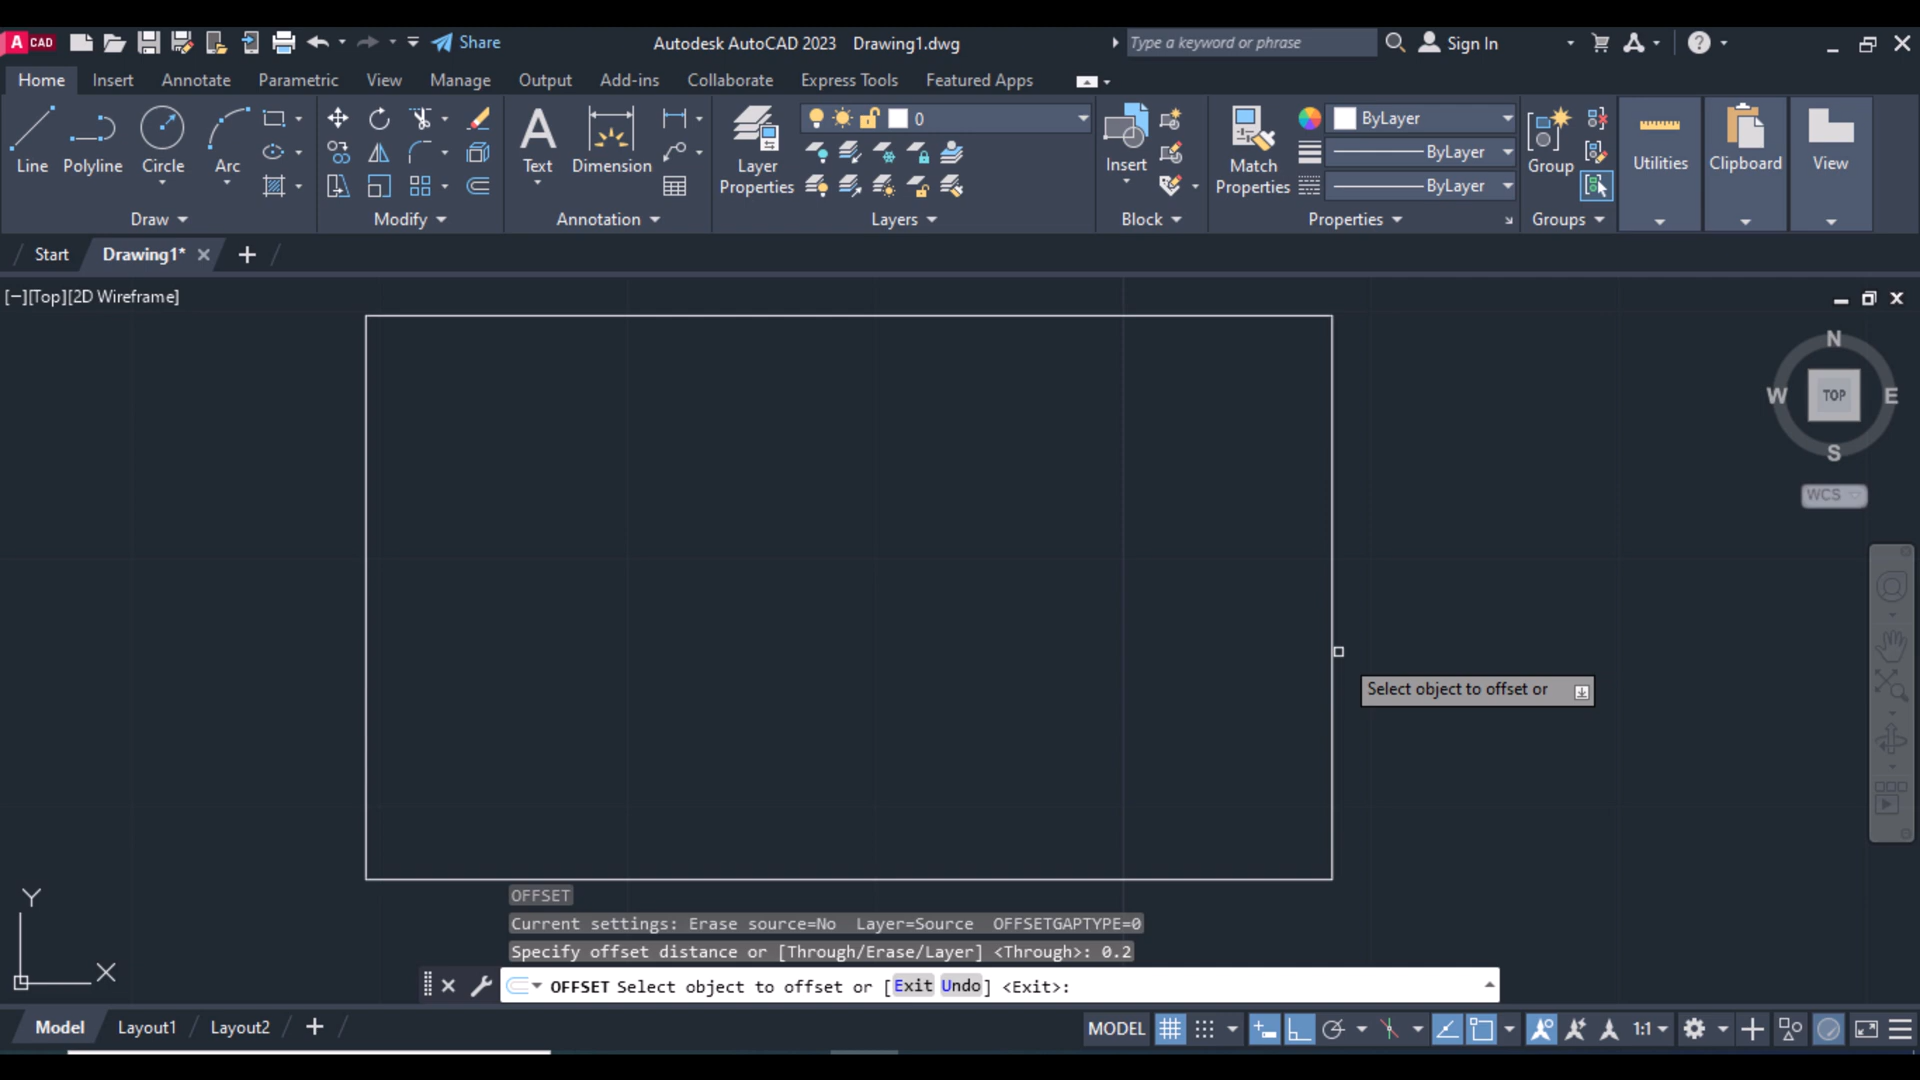 A CAD Share Autodesk AutoCAD 2023 Drawing1.dwg Type a keyword or phrase Sign In
Home Insert Annotate Parametric View Manage Output Add-ins Collaborate Express Tools Featured Apps
0 ByLayer
Line Polyline Circle Arc Text Dimension Layer Properties Insert Match Properties ByLayer Group Utilities Clipboard View
ByLayer
Draw Modify Annotation Layers Block Properties Groups
Start Drawing1* +
[−][Top][2D Wireframe]
N
W TOP E
S
WCS
Select object to offset or
Y
X
OFFSET
Current settings: Erase source=No Layer=Source OFFSETGAPTYPE=0
Specify offset distance or [Through/Erase/Layer] <Through>: 0.2
OFFSET Select object to offset or [Exit Undo] <Exit>:
Model Layout1 Layout2 + MODEL 1:1